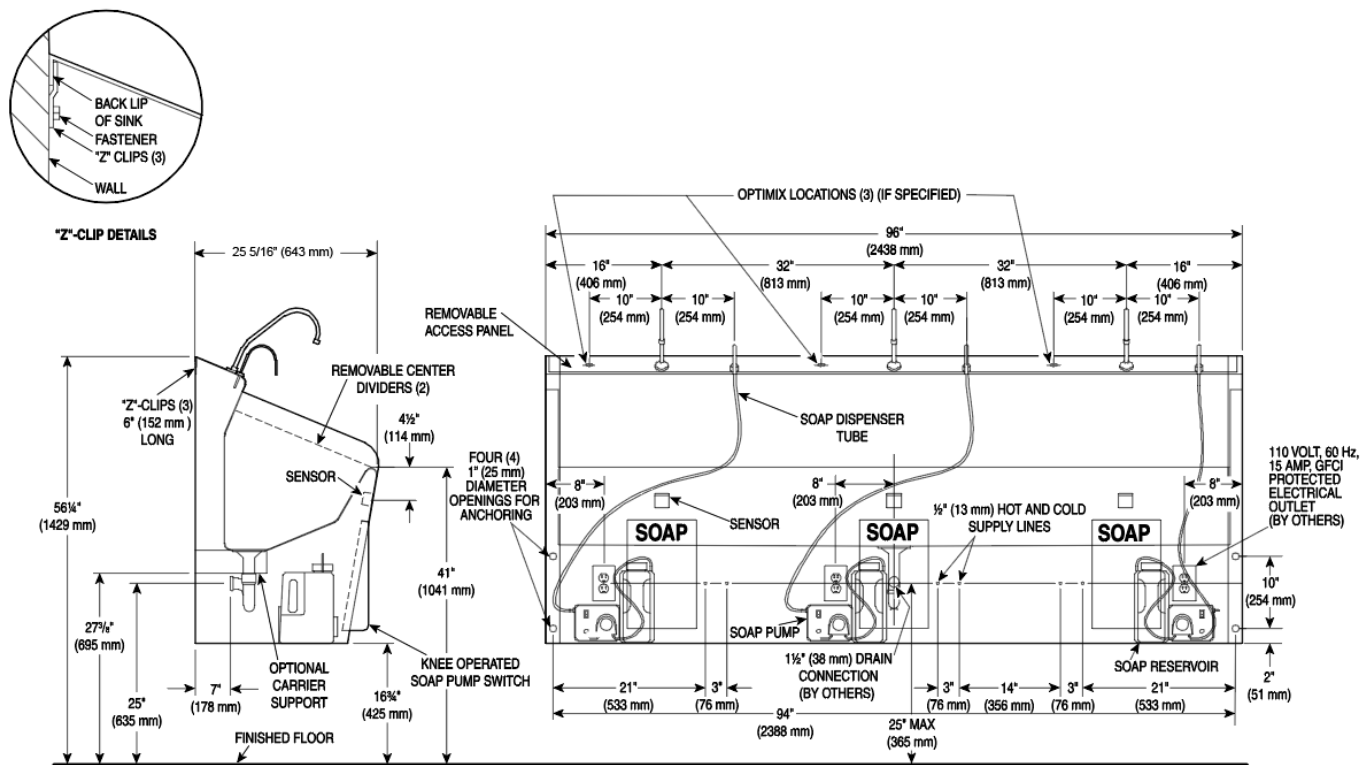 BACK LIP
OF SINK
FASTENER
"Z" CLIPS (3)
WALL
"Z"-CLIP DETAILS
25 5/16" (643 mm)
REMOVABLE CENTER
DIVIDERS (2)
"Z"-CLIPS (3)
6" (152 mm )
LONG
4½"
(114 mm)
SENSOR
56¼"
(1429 mm)
41"
(1041 mm)
27⅜"
(695 mm)
25"
(635 mm)
7"
(178 mm)
OPTIONAL
CARRIER
SUPPORT
KNEE OPERATED
SOAP PUMP SWITCH
16¾"
(425 mm)
FINISHED FLOOR
OPTIMIX LOCATIONS (3) (IF SPECIFIED)
96"
(2438 mm)
16"
(406 mm)
32"
(813 mm)
32"
(813 mm)
16"
(406 mm)
10"
(254 mm)
10"
(254 mm)
10"
(254 mm)
10"
(254 mm)
10"
(254 mm)
10"
(254 mm)
REMOVABLE
ACCESS PANEL
SOAP DISPENSER
TUBE
FOUR (4)
1" (25 mm)
DIAMETER
OPENINGS FOR
ANCHORING
8"
(203 mm)
8"
(203 mm)
8"
(203 mm)
110 VOLT, 60 Hz,
15 AMP, GFCI
PROTECTED
ELECTRICAL
OUTLET
(BY OTHERS)
SENSOR
½" (13 mm) HOT AND COLD
SUPPLY LINES
SOAP
SOAP
SOAP
10"
(254 mm)
SOAP PUMP
1½" (38 mm) DRAIN
CONNECTION
(BY OTHERS)
SOAP RESERVOIR
2"
(51 mm)
21"
(533 mm)
3"
(76 mm)
3"
(76 mm)
14"
(356 mm)
3"
(76 mm)
21"
(533 mm)
94"
(2388 mm)
25" MAX
(365 mm)